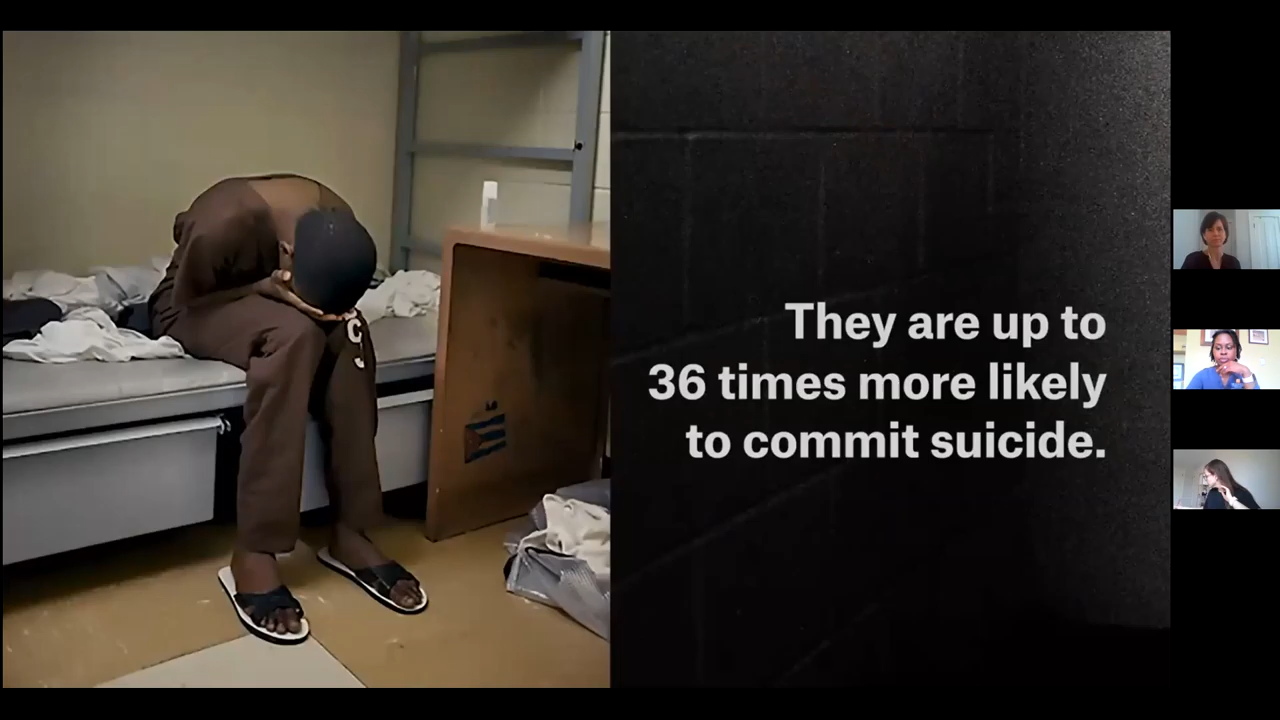 They are up to
36 times more likely
to commit suicide.